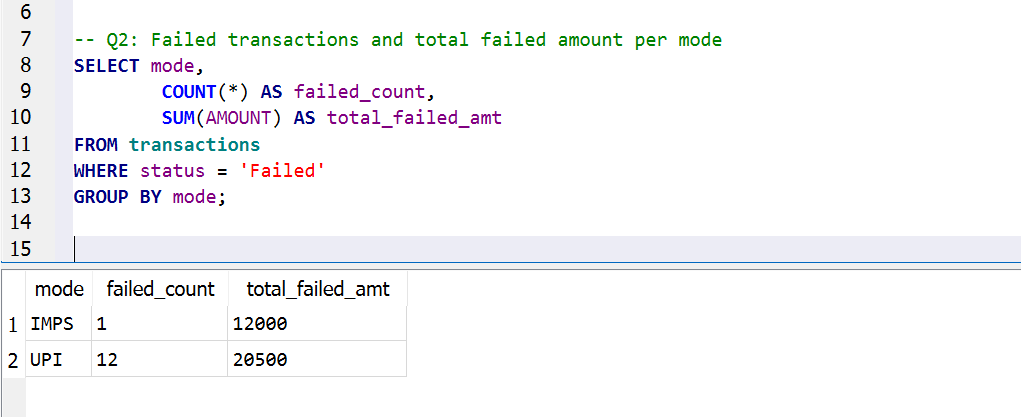 6
7 -- Q2: Failed transactions and total failed amount per mode
8 SELECT mode,
9 COUNT(*) AS failed_count,
10 SUM(AMOUNT) AS total_failed_amt
11 FROM transactions
12 WHERE status = 'Failed'
13 GROUP BY mode;
14
15
mode failed_count total_failed_amt
1 IMPS 1 12000
2 UPI 12 20500